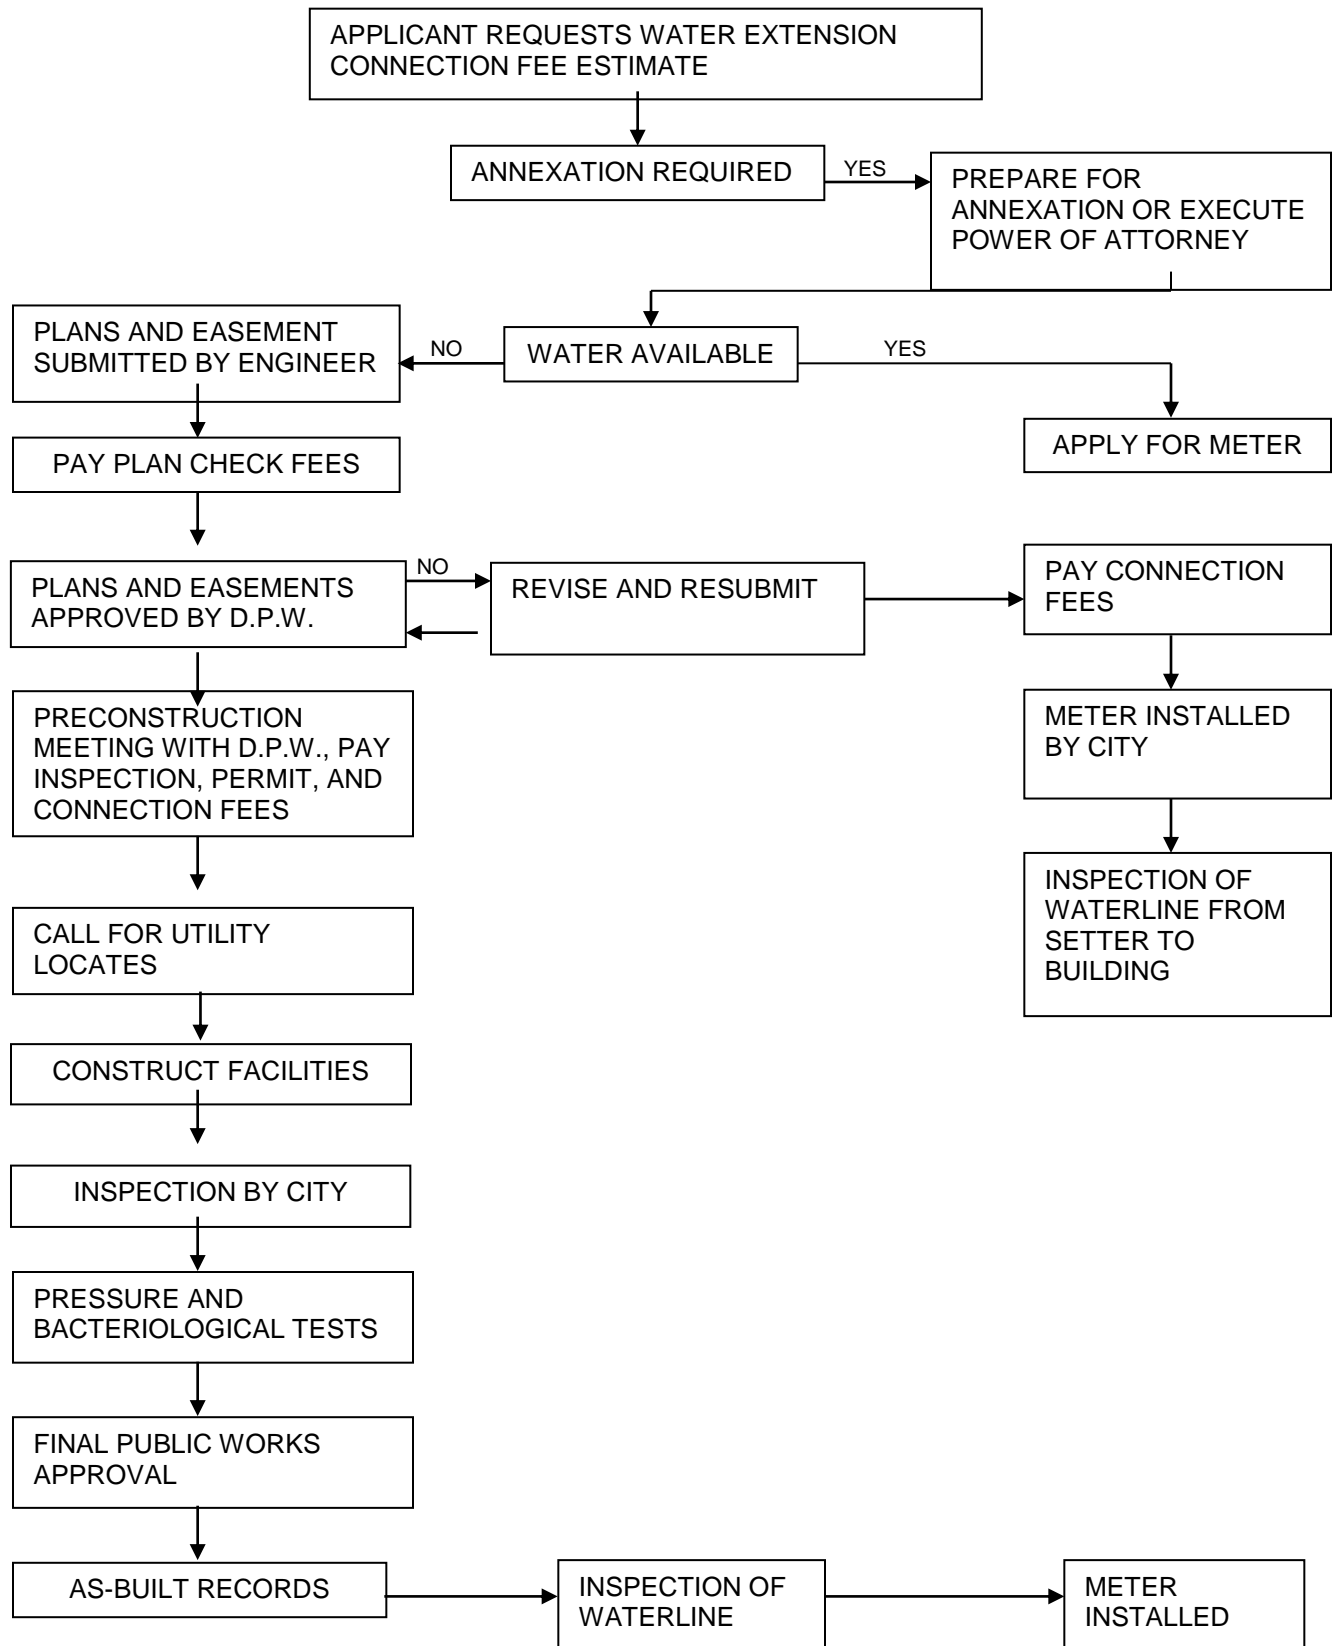 APPLICANT REQUESTS WATER EXTENSION
CONNECTION FEE ESTIMATE
ANNEXATION REQUIRED
YES
PREPARE FOR
ANNEXATION OR EXECUTE
POWER OF ATTORNEY
PLANS AND EASEMENT
SUBMITTED BY ENGINEER
NO
WATER AVAILABLE
YES
PAY PLAN CHECK FEES
APPLY FOR METER
PLANS AND EASEMENTS
APPROVED BY D.P.W.
NO
REVISE AND RESUBMIT
PAY CONNECTION
FEES
PRECONSTRUCTION
MEETING WITH D.P.W., PAY
INSPECTION, PERMIT, AND
CONNECTION FEES
METER INSTALLED
BY CITY
CALL FOR UTILITY
LOCATES
INSPECTION OF
WATERLINE FROM
SETTER TO
BUILDING
CONSTRUCT FACILITIES
INSPECTION BY CITY
PRESSURE AND
BACTERIOLOGICAL TESTS
FINAL PUBLIC WORKS
APPROVAL
AS-BUILT RECORDS
INSPECTION OF
WATERLINE
METER
INSTALLED